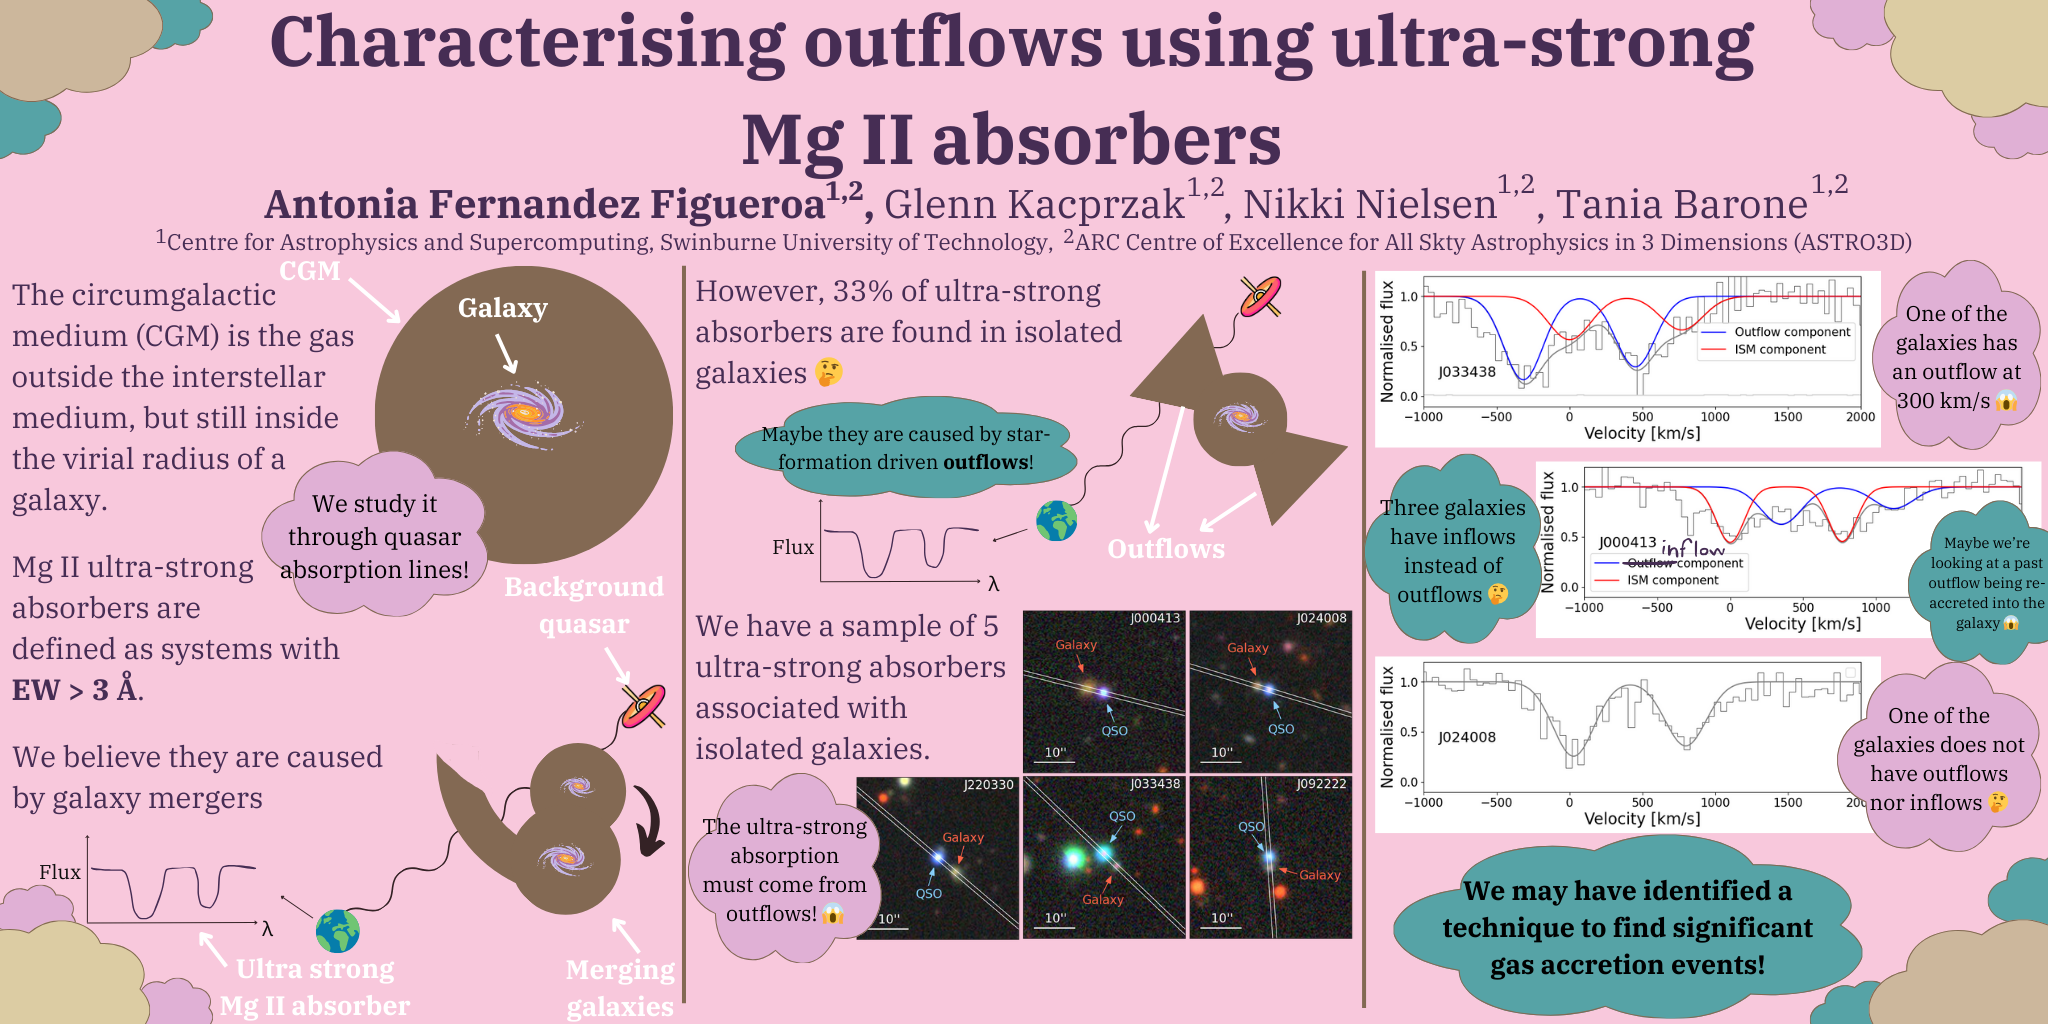 Characterising outflows using ultra-strong
Mg II absorbers
Antonia Fernandez Figueroa1,2, Glenn Kacprzak1,2, Nikki Nielsen1,2, Tania Barone1,2
1Centre for Astrophysics and Supercomputing, Swinburne University of Technology, 2ARC Centre of Excellence for All Skty Astrophysics in 3 Dimensions (ASTRO3D)
The circumgalactic
medium (CGM) is the gas
outside the interstellar
medium, but still inside
the virial radius of a
galaxy.
CGM
Galaxy
We study it
through quasar
absorption lines!
Mg II ultra-strong
absorbers are
defined as systems with
EW > 3 Å.
Background
quasar
We believe they are caused
by galaxy mergers
Flux
λ
Ultra strong
Mg II absorber
Merging
galaxies
However, 33% of ultra-strong
absorbers are found in isolated
galaxies 🤔
Maybe they are caused by star-
formation driven outflows!
Flux
λ
Outflows
We have a sample of 5
ultra-strong absorbers
associated with
isolated galaxies.
J000413
Galaxy
QSO
10''
J024008
Galaxy
QSO
10''
The ultra-strong
absorption
must come from
outflows! 😱
J220330
Galaxy
QSO
10''
J033438
QSO
Galaxy
10''
J092222
QSO
Galaxy
10''
Normalised flux
1.0
0.5
0.0
Outflow component
ISM component
J033438
−1000 −500 0 500 1000 1500 2000
Velocity [km/s]
One of the
galaxies has
an outflow at
300 km/s 😱
Three galaxies
have inflows
instead of
outflows 🤔
Normalised flux
1.0
0.5
0.0
J000413
inflow
Outflow component
ISM component
−1000 −500 0 500 1000
Velocity [km/s]
Maybe we're
looking at a past
outflow being re-
accreted into the
galaxy 😱
Normalised flux
1.0
0.5
0.0
J024008
−1000 −500 0 500 1000 1500 200
Velocity [km/s]
One of the
galaxies does not
have outflows
nor inflows 🤔
We may have identified a
technique to find significant
gas accretion events!